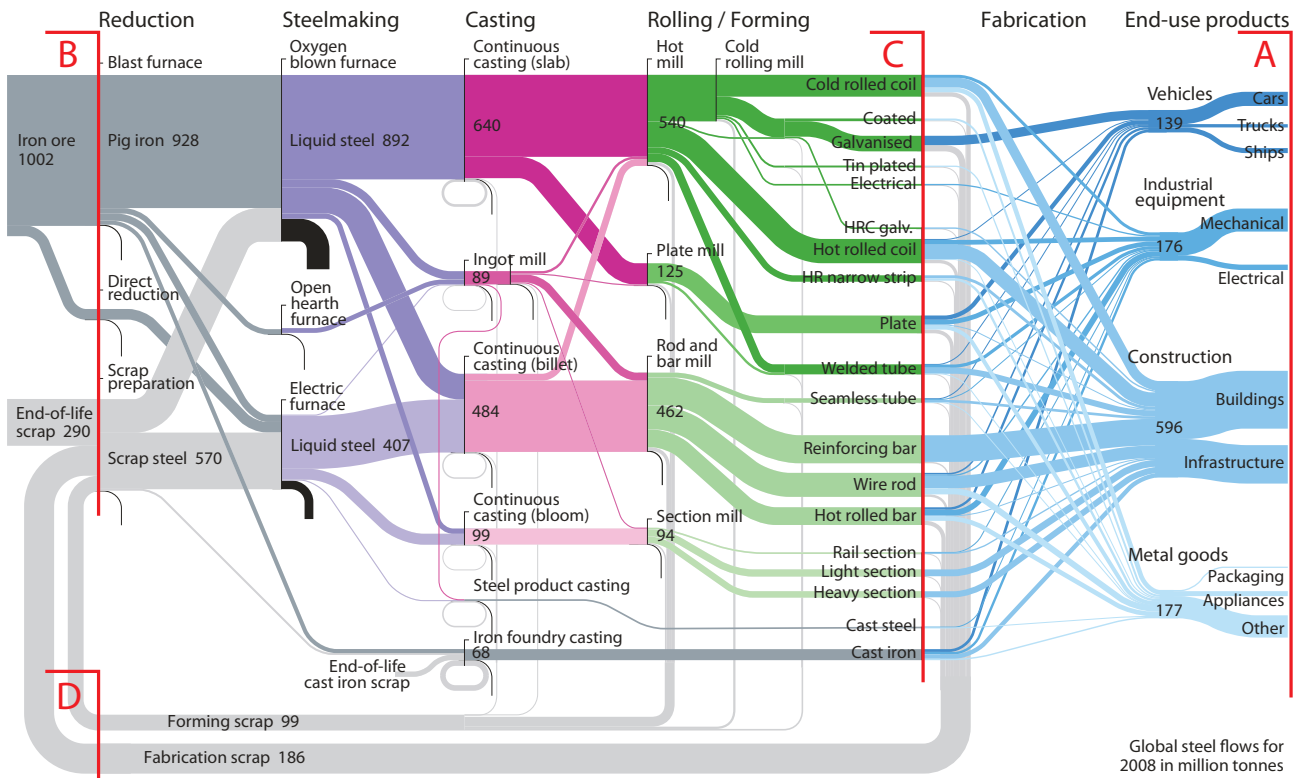 Reduction
Steelmaking
Casting
Rolling / Forming
Fabrication
End-use products
B
C
A
D
Blast furnace
Iron ore
1002
Pig iron 928
Direct
reduction
Scrap
preparation
End-of-life
scrap 290
Scrap steel 570
Oxygen
blown furnace
Liquid steel 892
Open
hearth
furnace
Electric
furnace
Liquid steel 407
Continuous
casting (slab)
640
Ingot mill
89
Continuous
casting (billet)
484
Continuous
casting (bloom)
99
Steel product casting
Iron foundry casting
68
End-of-life
cast iron scrap
Hot
mill
540
Cold
rolling mill
Plate mill
125
Rod and
bar mill
462
Section mill
94
Cold rolled coil
Coated
Galvanised
Tin plated
Electrical
HRC galv.
Hot rolled coil
HR narrow strip
Plate
Welded tube
Seamless tube
Reinforcing bar
Wire rod
Hot rolled bar
Rail section
Light section
Heavy section
Cast steel
Cast iron
Vehicles
139
Cars
Trucks
Ships
Industrial
equipment
176
Mechanical
Electrical
Construction
596
Buildings
Infrastructure
Metal goods
177
Packaging
Appliances
Other
Forming scrap 99
Fabrication scrap 186
Global steel flows for
2008 in million tonnes